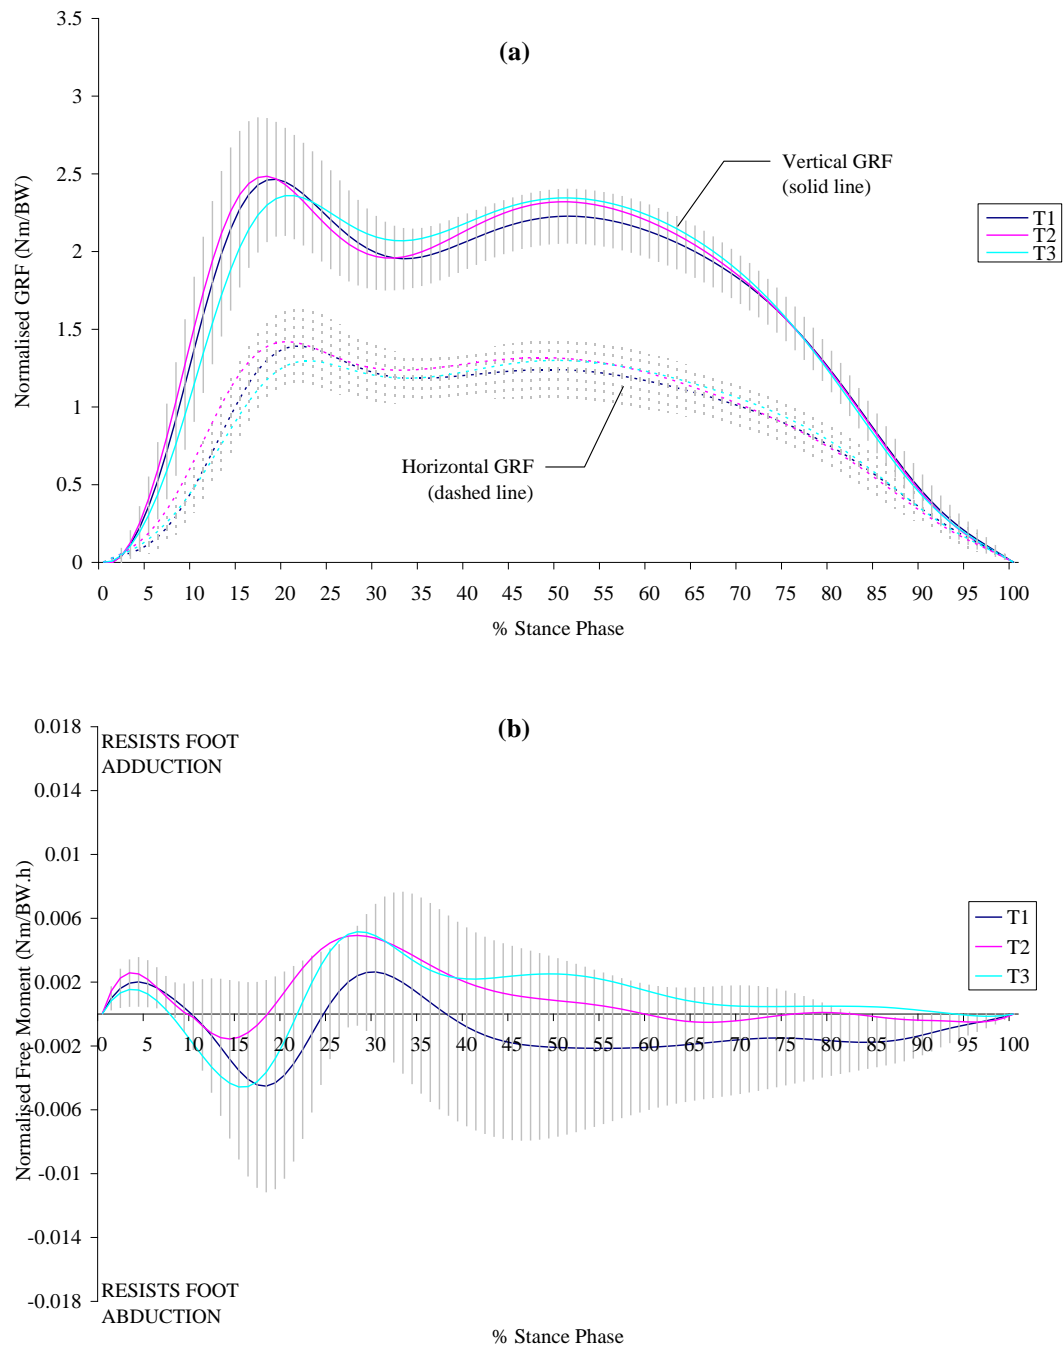 (a)
3.5
3
2.5
2
1.5
1
0.5
0
Normalised GRF (Nm/BW)
Vertical GRF
(solid line)
Horizontal GRF
(dashed line)
T1
T2
T3
0 5 10 15 20 25 30 35 40 45 50 55 60 65 70 75 80 85 90 95 100
% Stance Phase
(b)
RESISTS FOOT
ADDUCTION
0.018
0.014
0.01
0.006
0.002
-0.002
-0.006
-0.01
-0.014
-0.018
Normalised Free Moment (Nm/BW.h)
T1
T2
T3
0 5 10 15 20 25 30 35 40 45 50 55 60 65 70 75 80 85 90 95 100
RESISTS FOOT
ABDUCTION
% Stance Phase